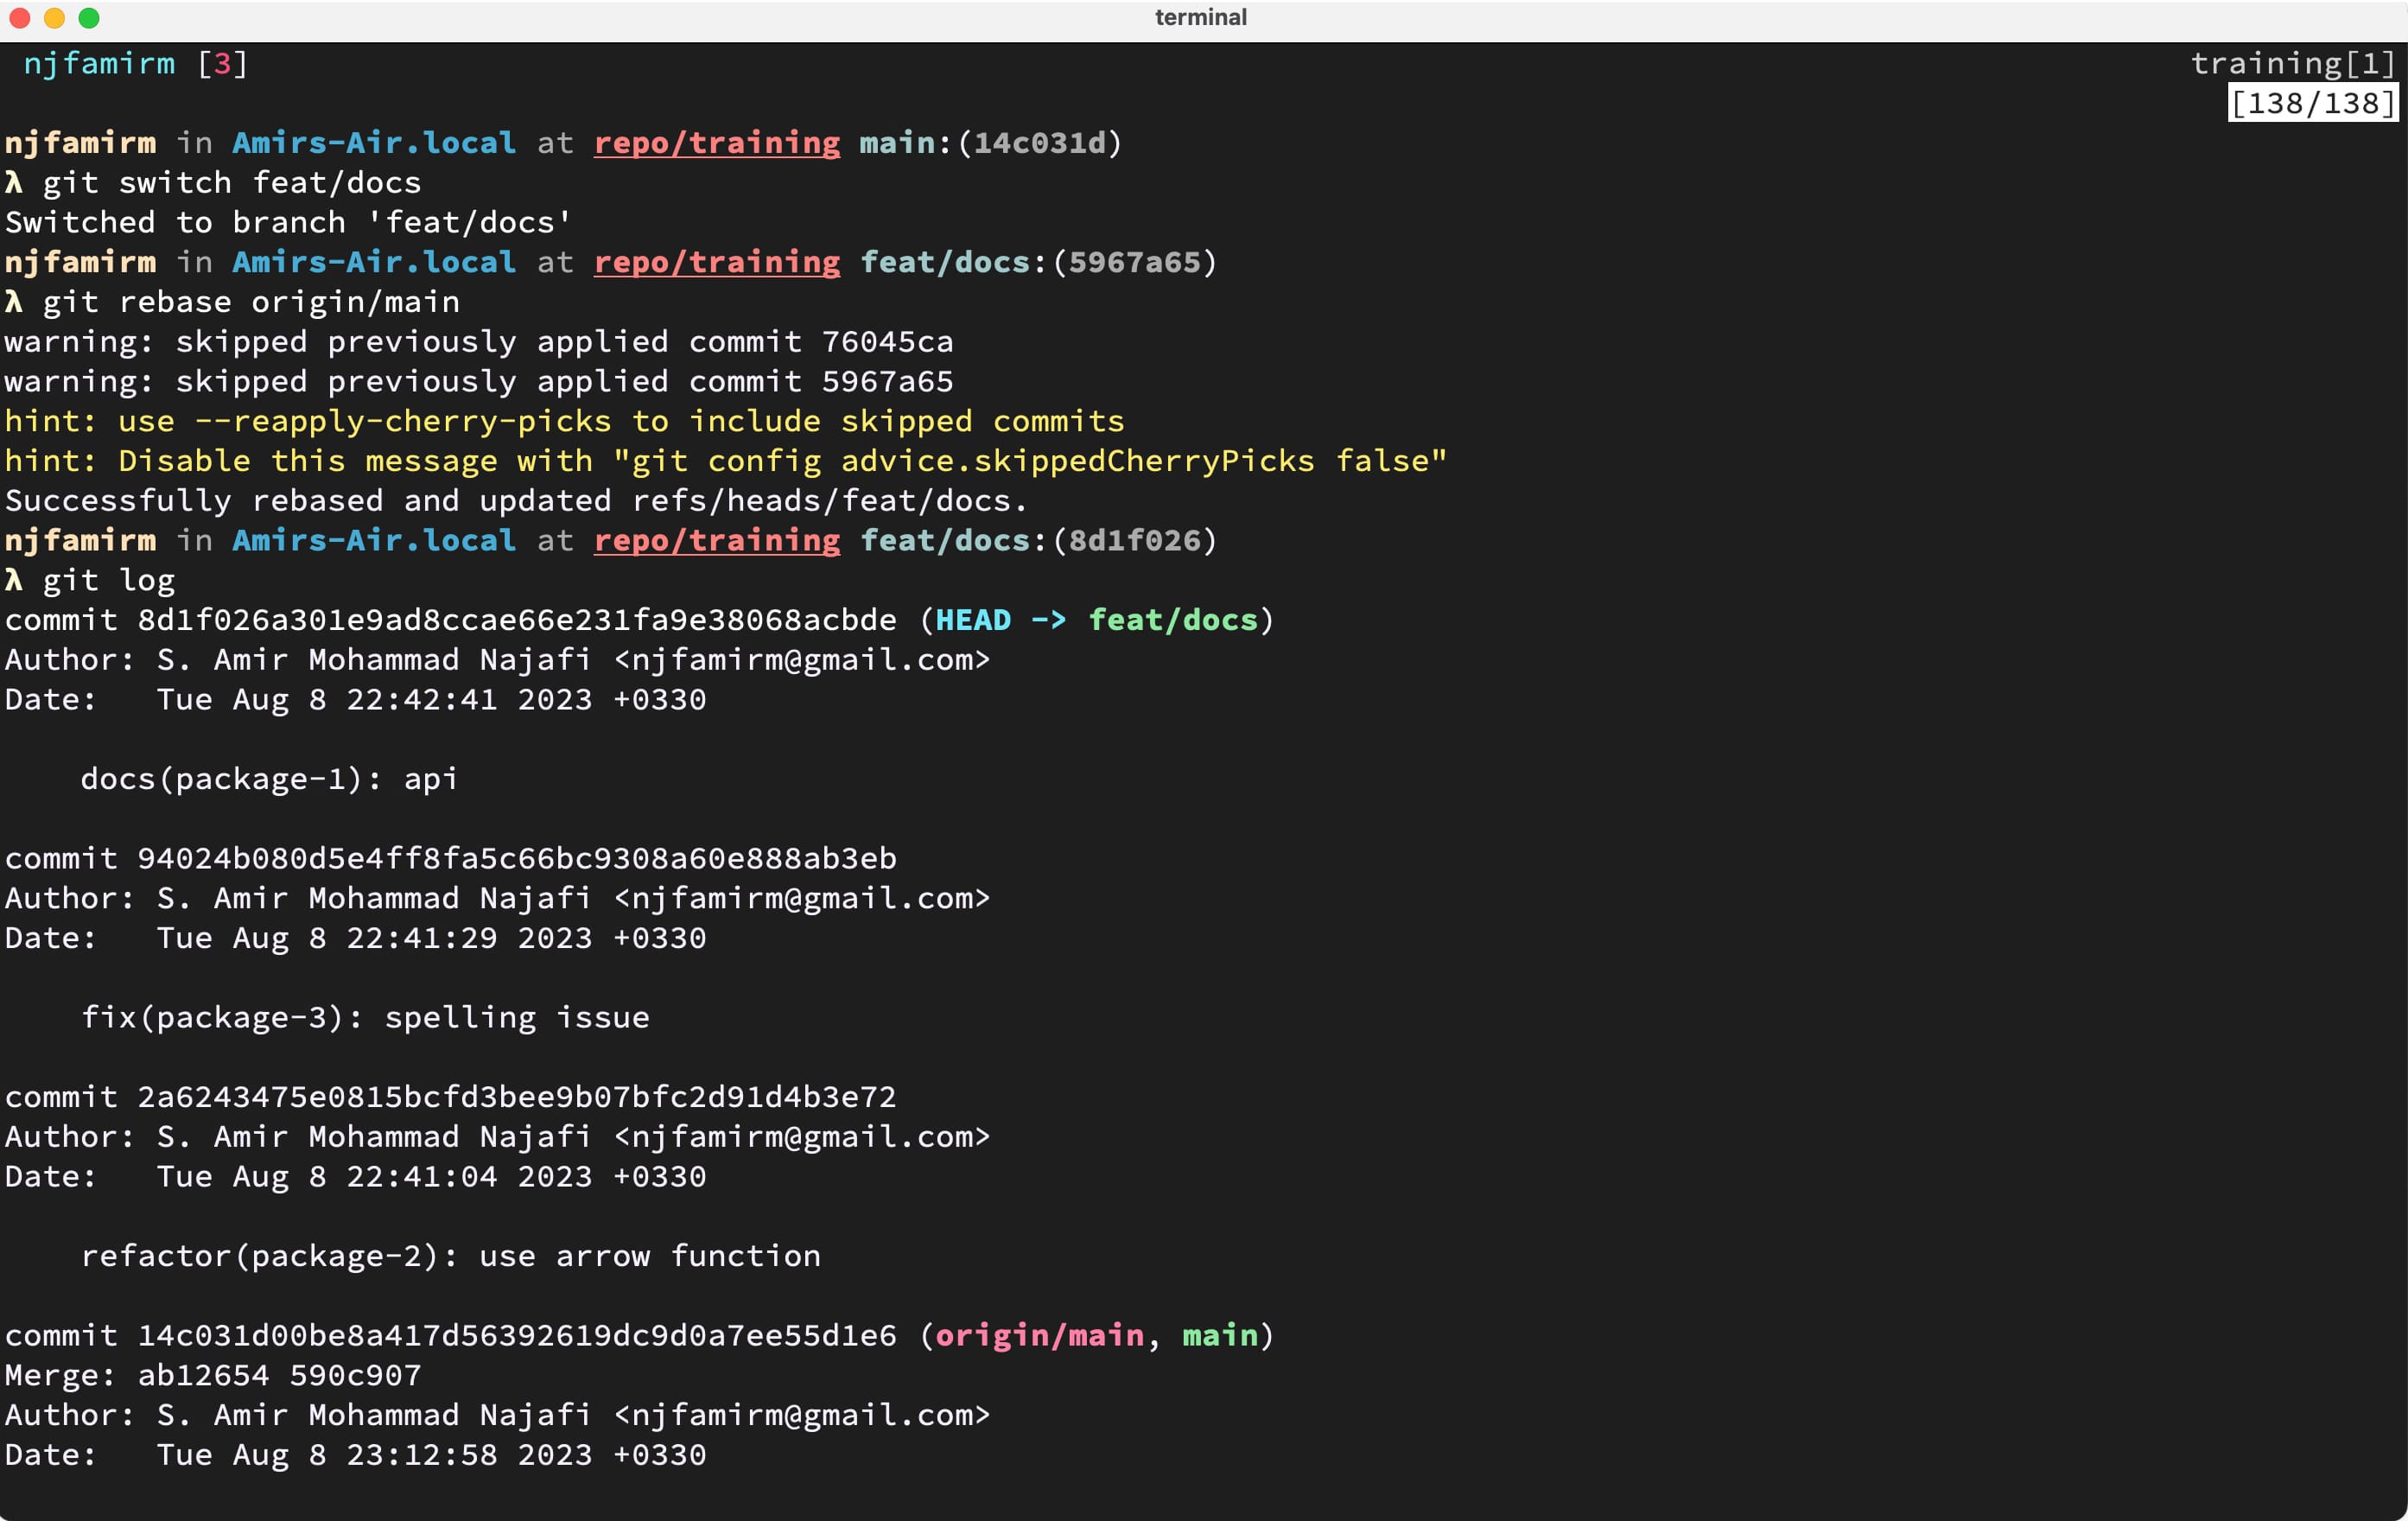 terminal
njfamirm [3] training[1]
[138/138]
njfamirm in Amirs-Air.local at repo/training main:(14c031d)
λ git switch feat/docs
Switched to branch 'feat/docs'
njfamirm in Amirs-Air.local at repo/training feat/docs:(5967a65)
λ git rebase origin/main
warning: skipped previously applied commit 76045ca
warning: skipped previously applied commit 5967a65
hint: use --reapply-cherry-picks to include skipped commits
hint: Disable this message with "git config advice.skippedCherryPicks false"
Successfully rebased and updated refs/heads/feat/docs.
njfamirm in Amirs-Air.local at repo/training feat/docs:(8d1f026)
λ git log
commit 8d1f026a301e9ad8ccae66e231fa9e38068acbde (HEAD -> feat/docs)
Author: S. Amir Mohammad Najafi <njfamirm@gmail.com>
Date:   Tue Aug 8 22:42:41 2023 +0330
    docs(package-1): api
commit 94024b080d5e4ff8fa5c66bc9308a60e888ab3eb
Author: S. Amir Mohammad Najafi <njfamirm@gmail.com>
Date:   Tue Aug 8 22:41:29 2023 +0330
    fix(package-3): spelling issue
commit 2a6243475e0815bcfd3bee9b07bfc2d91d4b3e72
Author: S. Amir Mohammad Najafi <njfamirm@gmail.com>
Date:   Tue Aug 8 22:41:04 2023 +0330
    refactor(package-2): use arrow function
commit 14c031d00be8a417d56392619dc9d0a7ee55d1e6 (origin/main, main)
Merge: ab12654 590c907
Author: S. Amir Mohammad Najafi <njfamirm@gmail.com>
Date:   Tue Aug 8 23:12:58 2023 +0330